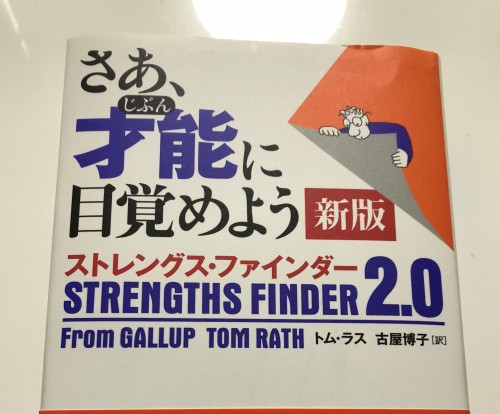 さあ、
じぶん
才能に
目覚めよう 新版
ストレングス・ファインダー
STRENGTHS FINDER 2.0
From GALLUP TOM RATH トム・ラス 古屋博子[訳]